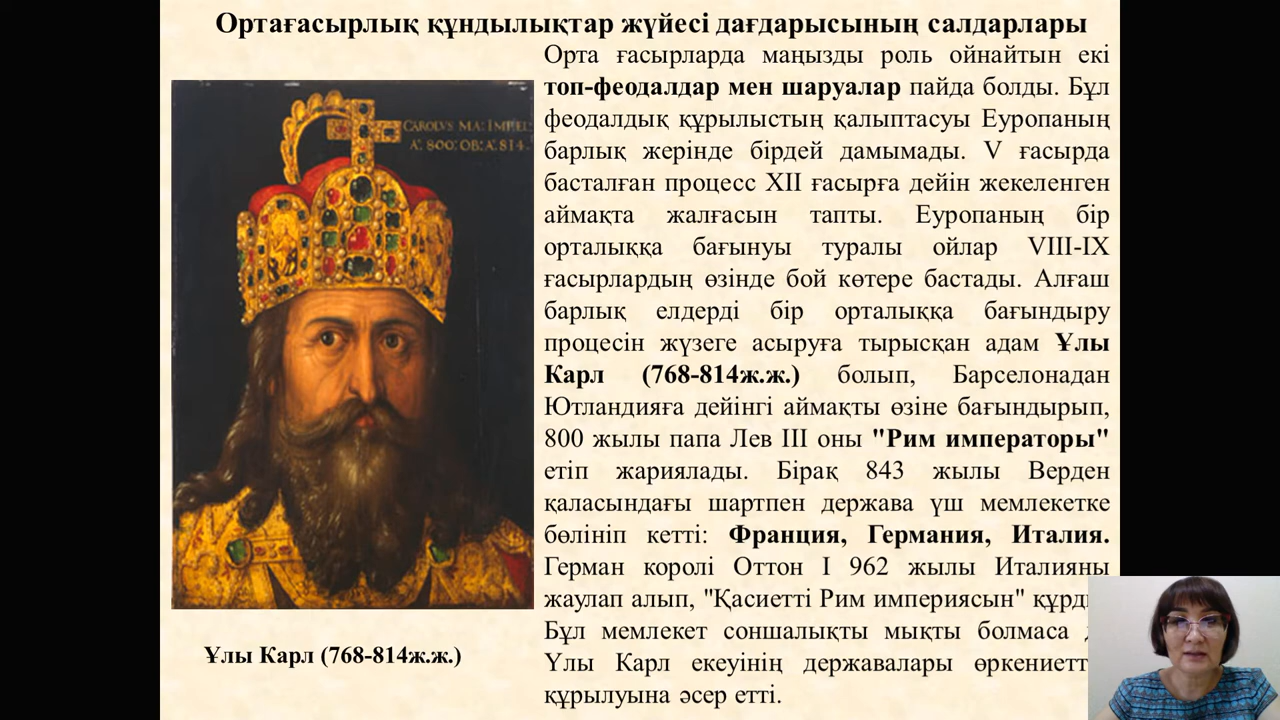 Ортағасырлық құндылықтар жүйесі дағдарысының салдарлары
Орта ғасырларда маңызды роль ойнайтын екі
топ-феодалдар мен шаруалар пайда болды. Бұл
феодалдық құрылыстың қалыптасуы Еуропаның
барлық жерінде бірдей дамымады. V ғасырда
басталған процесс XII ғасырға дейін жекеленген
аймақта жалғасын тапты. Еуропаның бір
орталыққа бағынуы туралы ойлар VIII-IX
ғасырлардың өзінде бой көтере бастады. Алғаш
барлық елдерді бір орталыққа бағындыру
процесін жүзеге асыруға тырысқан адам Ұлы
Карл (768-814ж.ж.) болып, Барселонадан
Ютландияға дейінгі аймақты өзіне бағындырып,
800 жылы папа Лев III оны "Рим императоры"
етіп жариялады. Бірақ 843 жылы Верден
қаласындағы шартпен держава үш мемлекетке
бөлініп кетті: Франция, Германия, Италия.
Герман королі Оттон I 962 жылы Италияны
жаулап алып, "Қасиетті Рим империясын"
Бұл мемлекет соншалықты мықты болмаса
Ұлы Карл екеуінің державалары
құрылуына әсер етті.
CAROLVS MA: IMPE
A: 800: OB: A: 814.
Ұлы Карл (768-814ж.ж.)